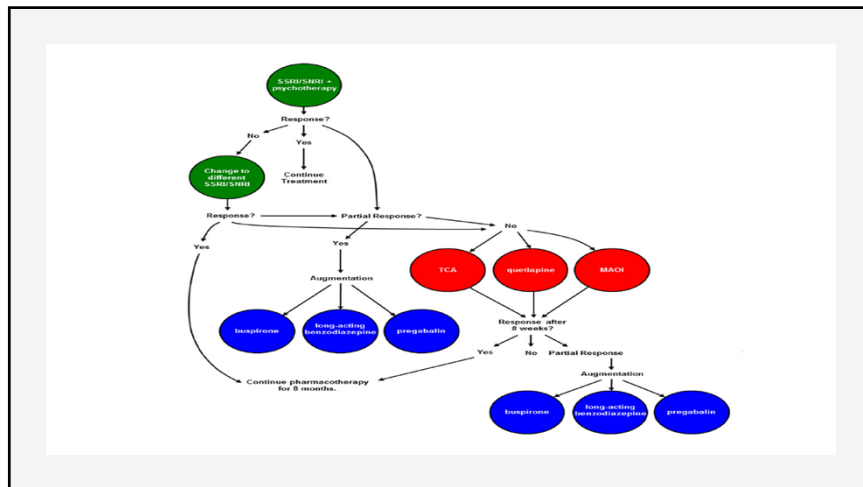 SSRI/SNRI +
psychotherapy
Response?
No
Yes
Change to
different
SSRI/SNRI
Continue
Treatment
Response?
Partial Response?
No
Yes
Yes
TCA
quetiapine
MAOI
Augmentation
buspirone
long-acting
benzodiazepine
pregabalin
Response after
8 weeks?
Yes
No
Partial Response
Continue pharmacotherapy
for 8 months.
Augmentation
buspirone
long-acting
benzodiazepine
pregabalin